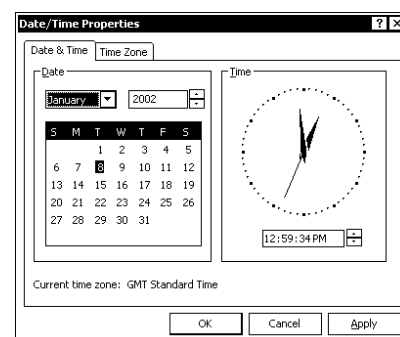 Date/Time Properties ? X
Date & Time Time Zone
Date
January 2002
S M T W T F S
1 2 3 4 5
6 7 8 9 10 11 12
13 14 15 16 17 18 19
20 21 22 23 24 25 26
27 28 29 30 31
Time
12:59:34 PM
Current time zone: GMT Standard Time
OK Cancel Apply